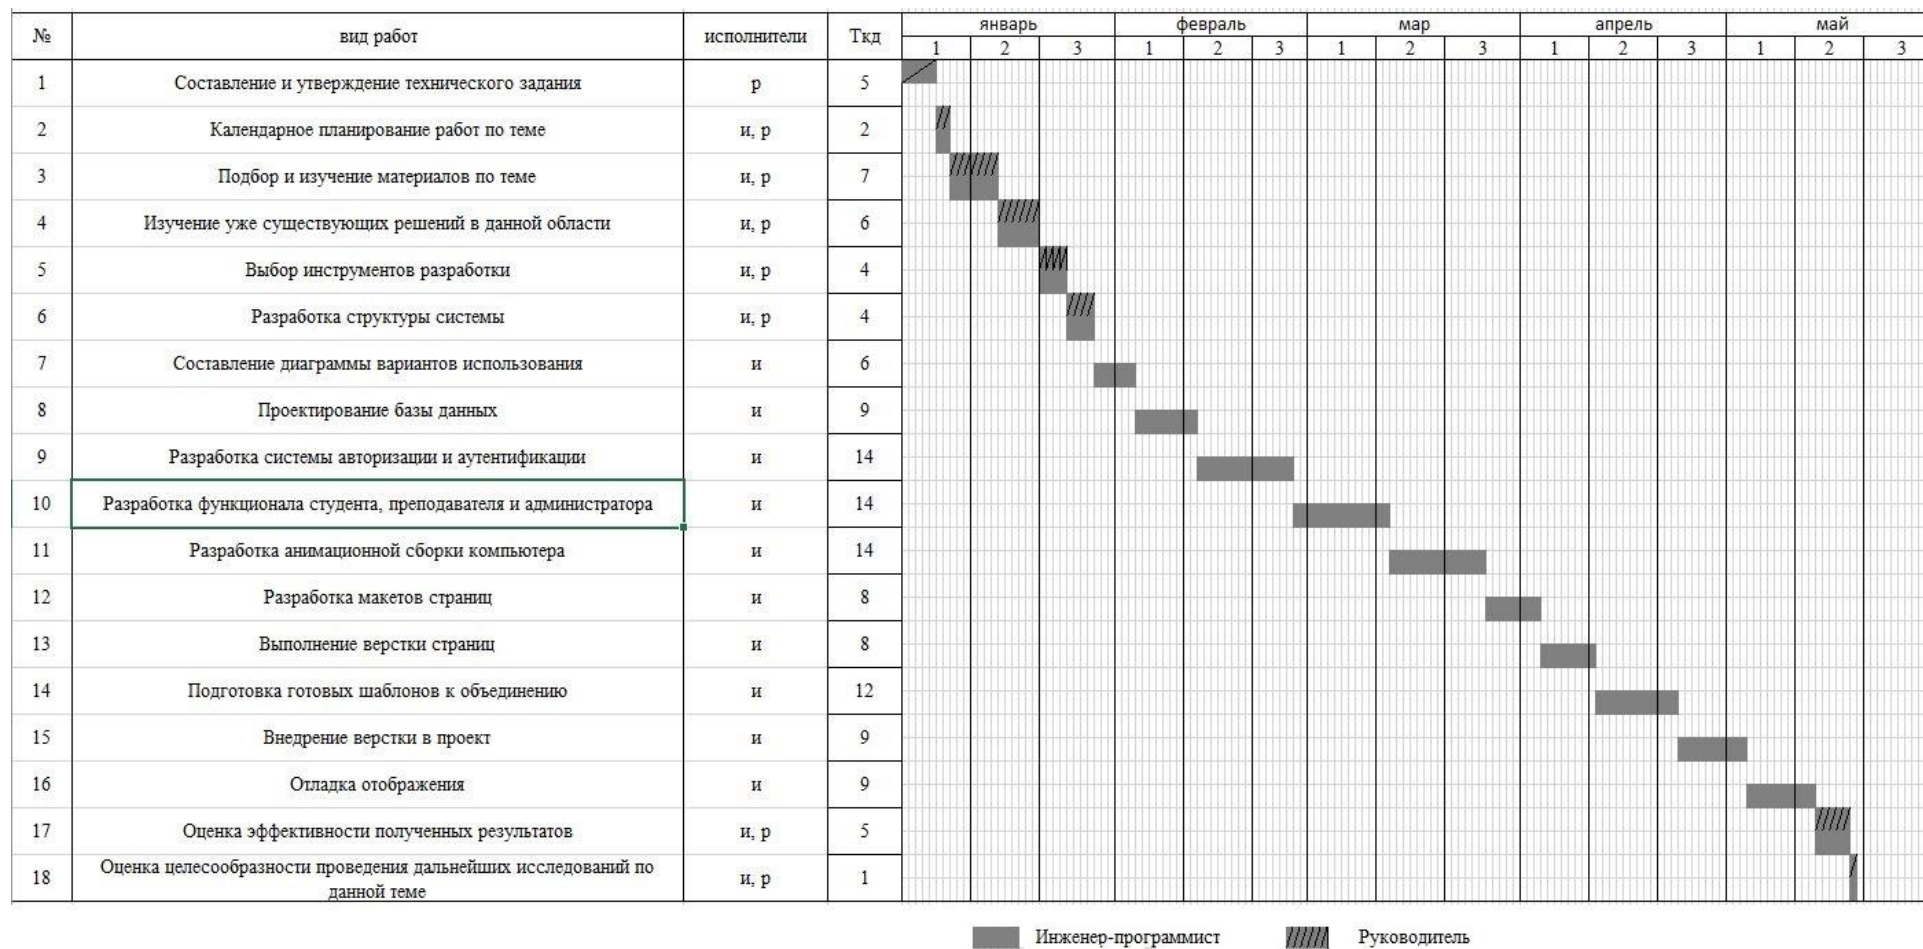 № вид работ исполнители Tкд январь февраль мар апрель май
1 2 3 1 2 3 1 2 3 1 2 3 1 2 3
1 Составление и утверждение технического задания р 5
2 Календарное планирование работ по теме и, р 2
3 Подбор и изучение материалов по теме и, р 7
4 Изучение уже существующих решений в данной области и, р 6
5 Выбор инструментов разработки и, р 4
6 Разработка структуры системы и, р 4
7 Составление диаграммы вариантов использования и 6
8 Проектирование базы данных и 9
9 Разработка системы авторизации и аутентификации и 14
10 Разработка функционала студента, преподавателя и администратора и 14
11 Разработка анимационной сборки компьютера и 14
12 Разработка макетов страниц и 8
13 Выполнение верстки страниц и 8
14 Подготовка готовых шаблонов к объединению и 12
15 Внедрение верстки в проект и 9
16 Отладка отображения и 9
17 Оценка эффективности полученных результатов и, р 5
18 Оценка целесообразности проведения дальнейших исследований по
данной теме и, р 1
Инженер-программист Руководитель